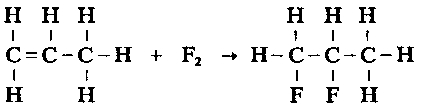 H H H H H H
C=C-C-H + F₂ → H-C-C-C-H
H H F F H